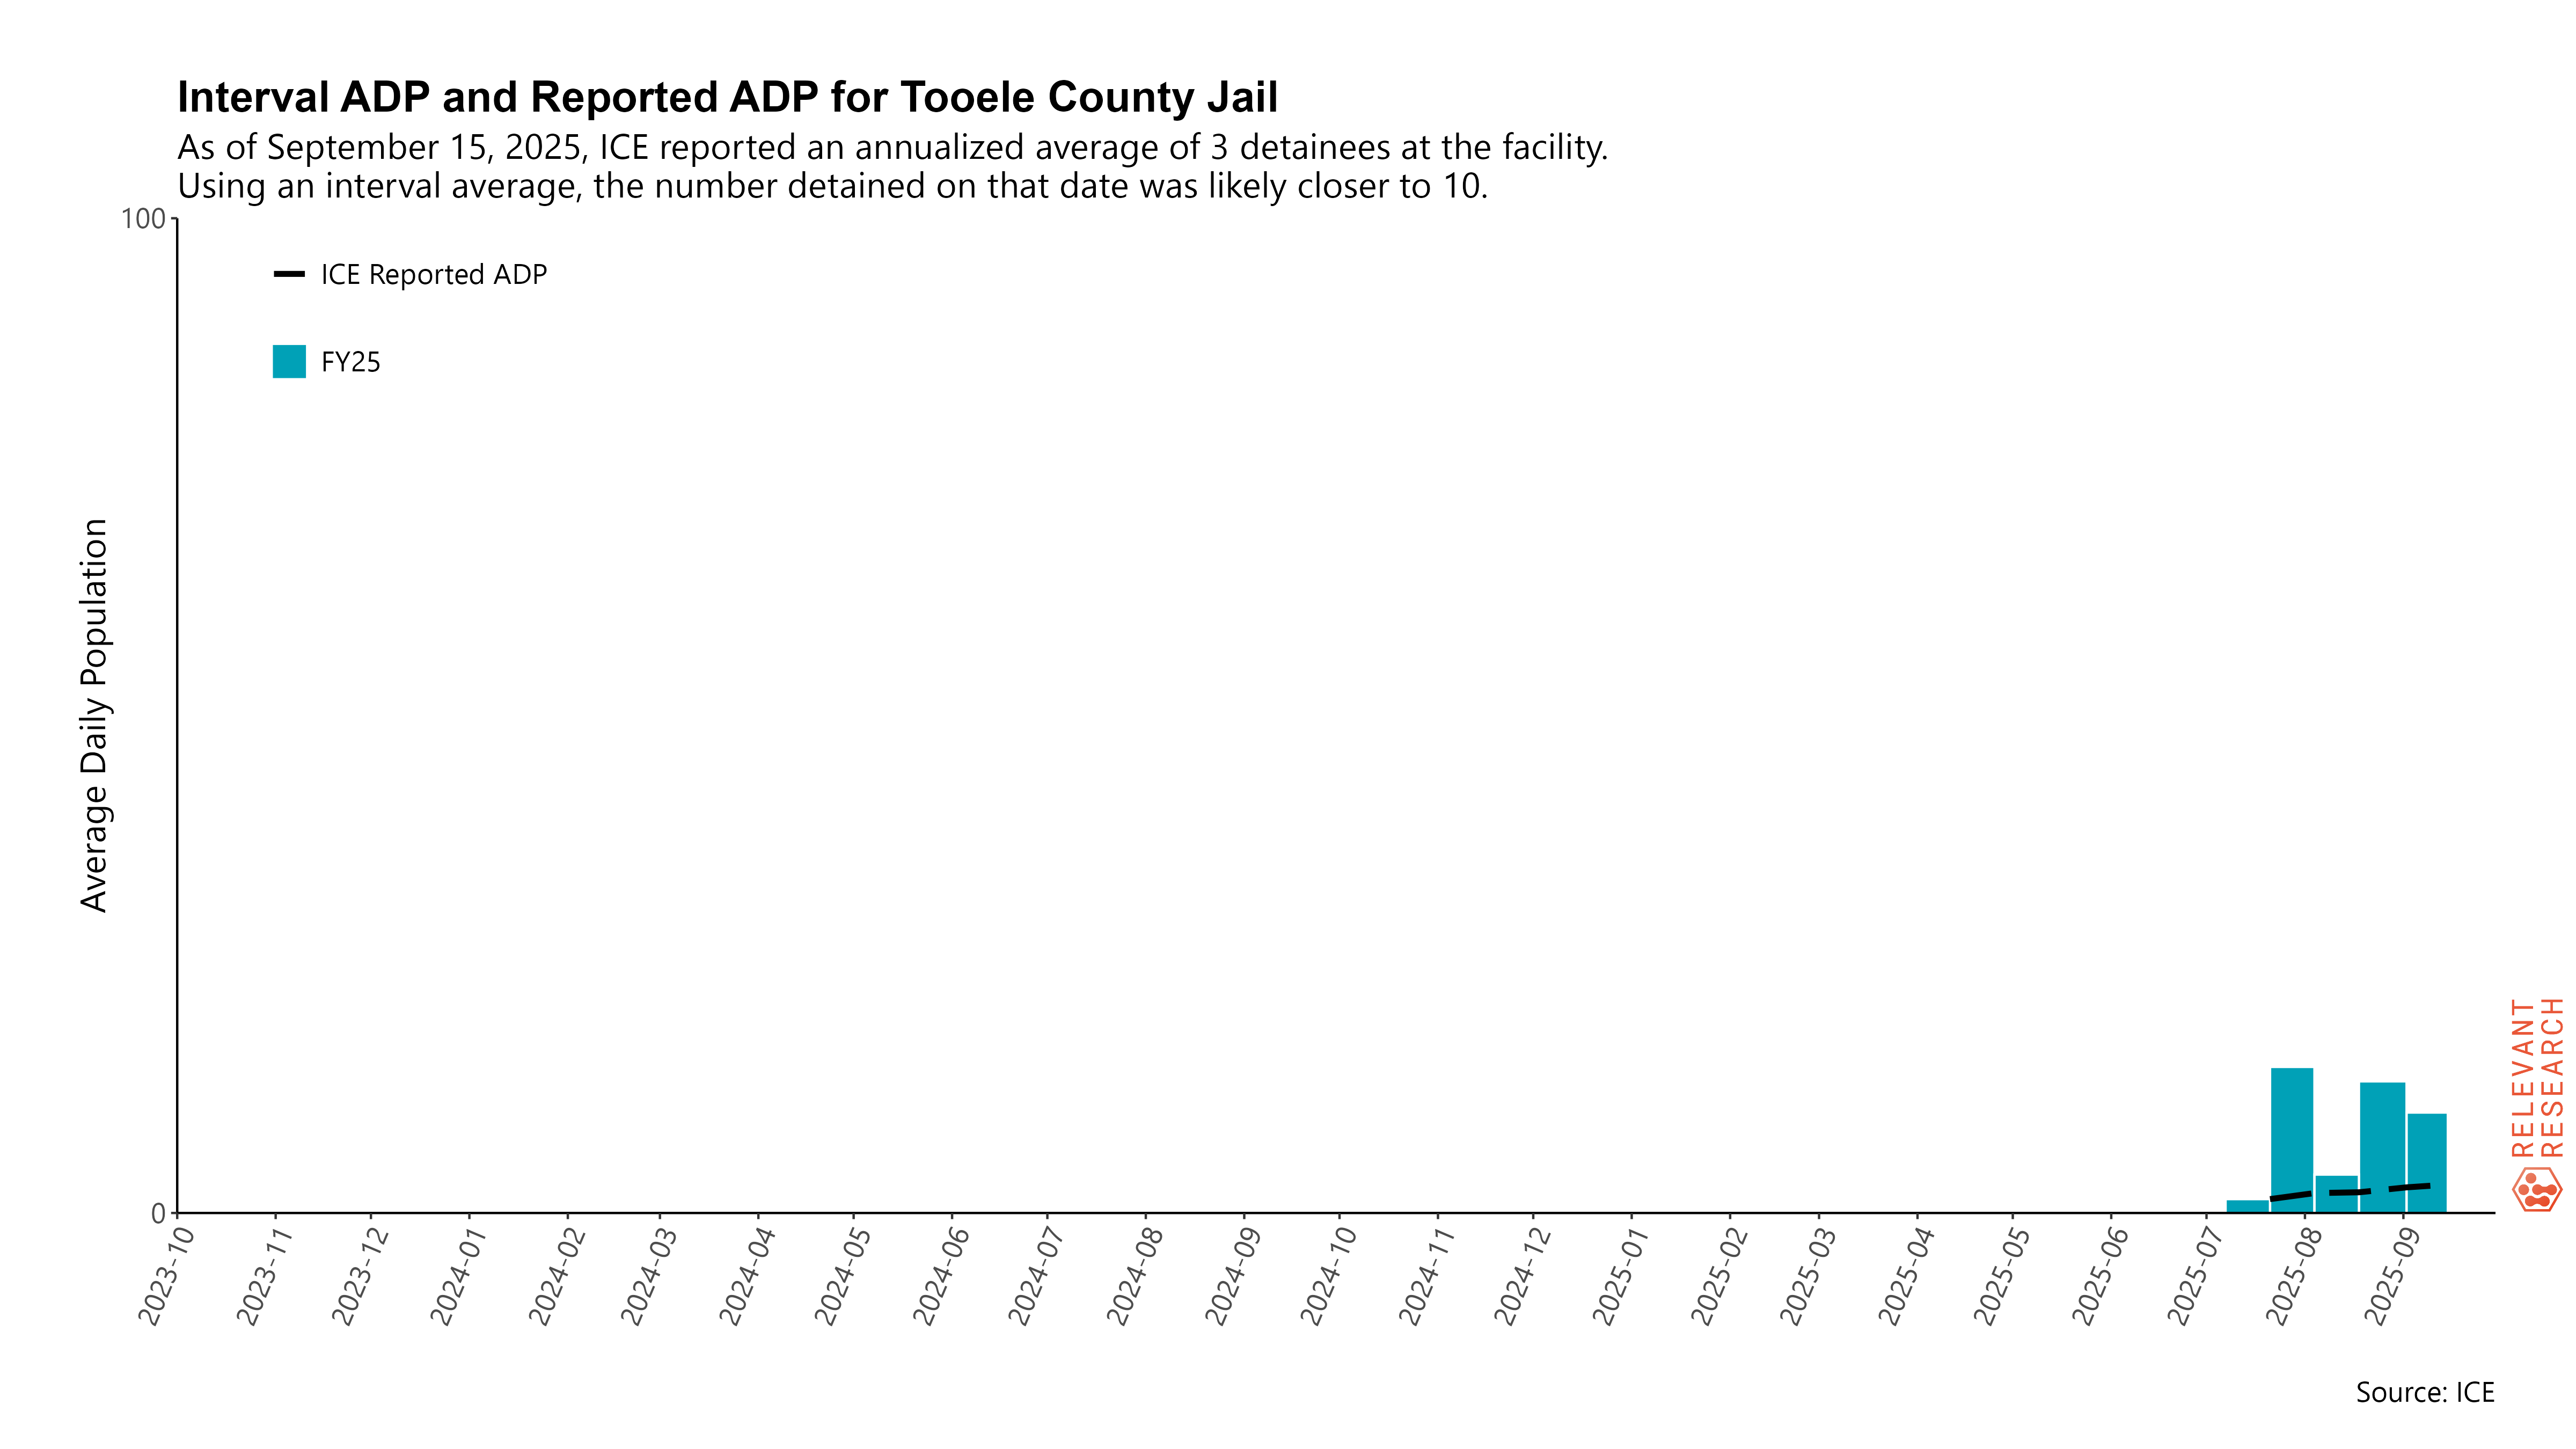 Interval ADP and Reported ADP for Tooele County Jail
As of September 15, 2025, ICE reported an annualized average of 3 detainees at the facility.
Using an interval average, the number detained on that date was likely closer to 10.
100
ICE Reported ADP
FY25
Average Daily Population
0
2023-10
2023-11
2023-12
2024-01
2024-02
2024-03
2024-04
2024-05
2024-06
2024-07
2024-08
2024-09
2024-10
2024-11
2024-12
2025-01
2025-02
2025-03
2025-04
2025-05
2025-06
2025-07
2025-08
2025-09
RELEVANT
RESEARCH
Source: ICE